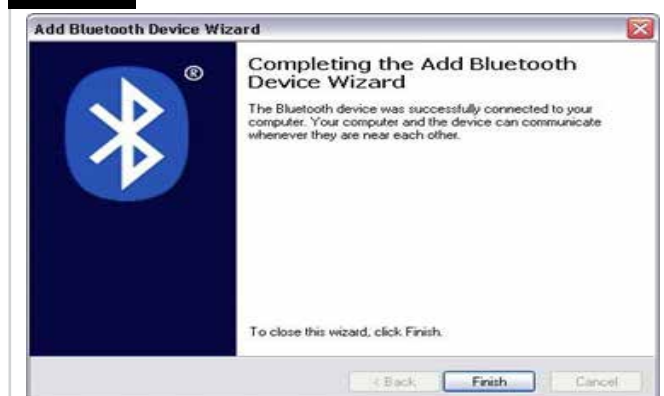 Add Bluetooth Device Wizard
®
Completing the Add Bluetooth
Device Wizard
The Bluetooth device was successfully connected to your
computer. Your computer and the device can communicate
whenever they are near each other.
To close this wizard, click Finish.
< Back Finish Cancel